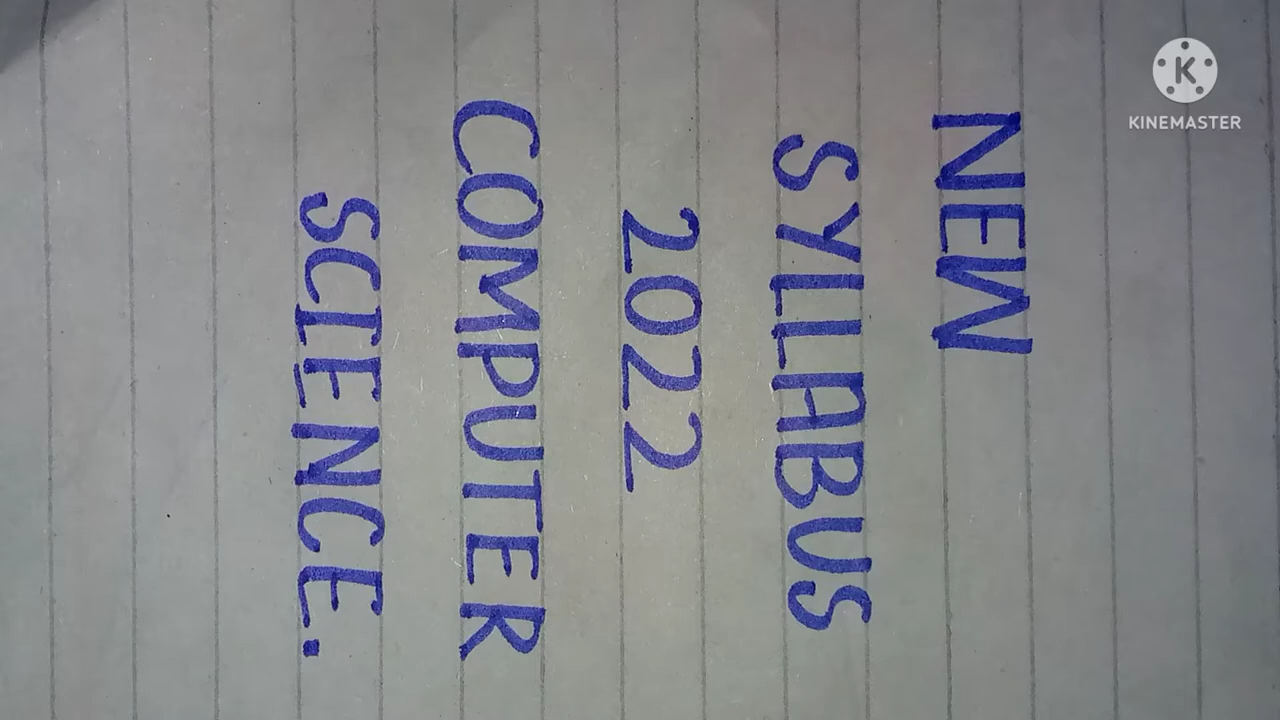 NEW
SYLLABUS
2022
COMPUTER
SCIENCE.
K
KINEMASTER